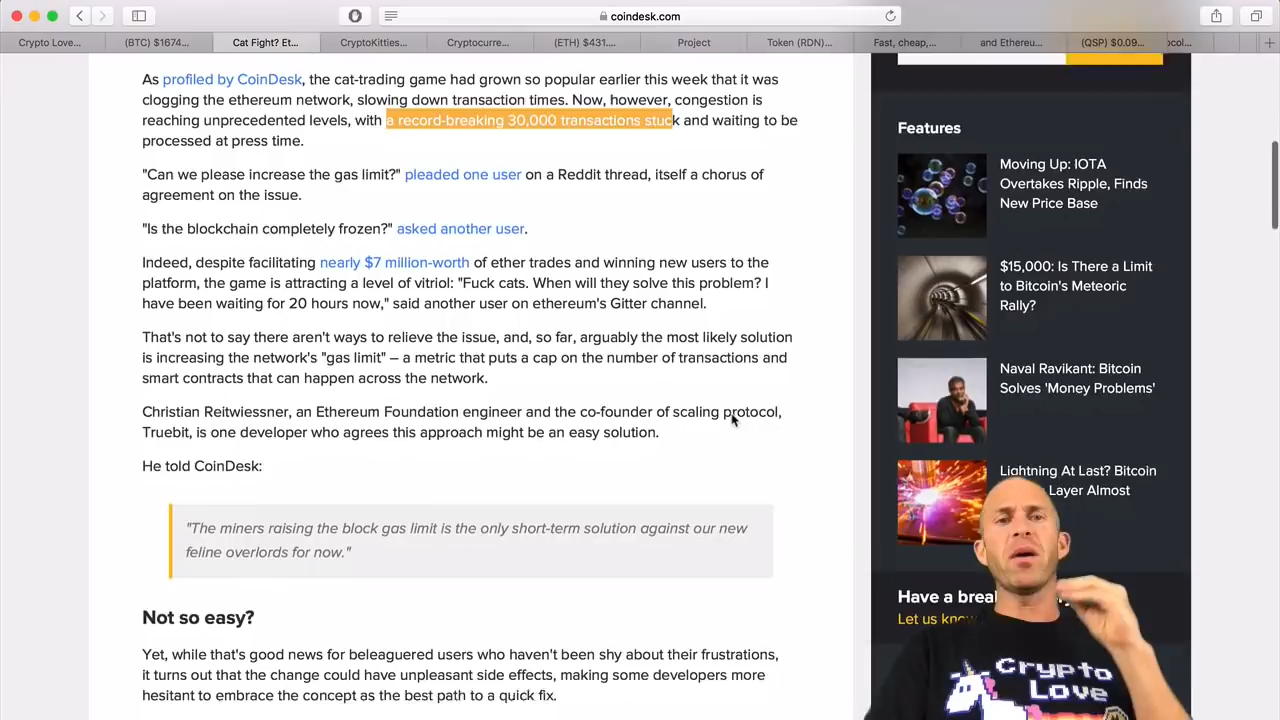 coindesk.com
Crypto Love...
(BTC) $1674...
Cat Fight? Et...
CryptoKitties...
Cryptocurre...
(ETH) $431....
Project
Token (RDN)...
Fast, cheap,...
and Ethereu...
(QSP) $0.09...
ocol...
As profiled by CoinDesk, the cat-trading game had grown so popular earlier this week that it was
clogging the ethereum network, slowing down transaction times. Now, however, congestion is
reaching unprecedented levels, with a record-breaking 30,000 transactions stuck and waiting to be
processed at press time.
"Can we please increase the gas limit?" pleaded one user on a Reddit thread, itself a chorus of
agreement on the issue.
"Is the blockchain completely frozen?" asked another user.
Indeed, despite facilitating nearly $7 million-worth of ether trades and winning new users to the
platform, the game is attracting a level of vitriol: "Fuck cats. When will they solve this problem? I
have been waiting for 20 hours now," said another user on ethereum's Gitter channel.
That's not to say there aren't ways to relieve the issue, and, so far, arguably the most likely solution
is increasing the network's "gas limit" – a metric that puts a cap on the number of transactions and
smart contracts that can happen across the network.
Christian Reitwiessner, an Ethereum Foundation engineer and the co-founder of scaling protocol,
Truebit, is one developer who agrees this approach might be an easy solution.
He told CoinDesk:
"The miners raising the block gas limit is the only short-term solution against our new
feline overlords for now."
Not so easy?
Yet, while that's good news for beleaguered users who haven't been shy about their frustrations,
it turns out that the change could have unpleasant side effects, making some developers more
hesitant to embrace the concept as the best path to a quick fix.
Features
Moving Up: IOTA
Overtakes Ripple, Finds
New Price Base
$15,000: Is There a Limit
to Bitcoin's Meteoric
Rally?
Naval Ravikant: Bitcoin
Solves 'Money Problems'
Lightning At Last? Bitcoin
Layer Almost
Have a brea
Let us know
Crypto
Love